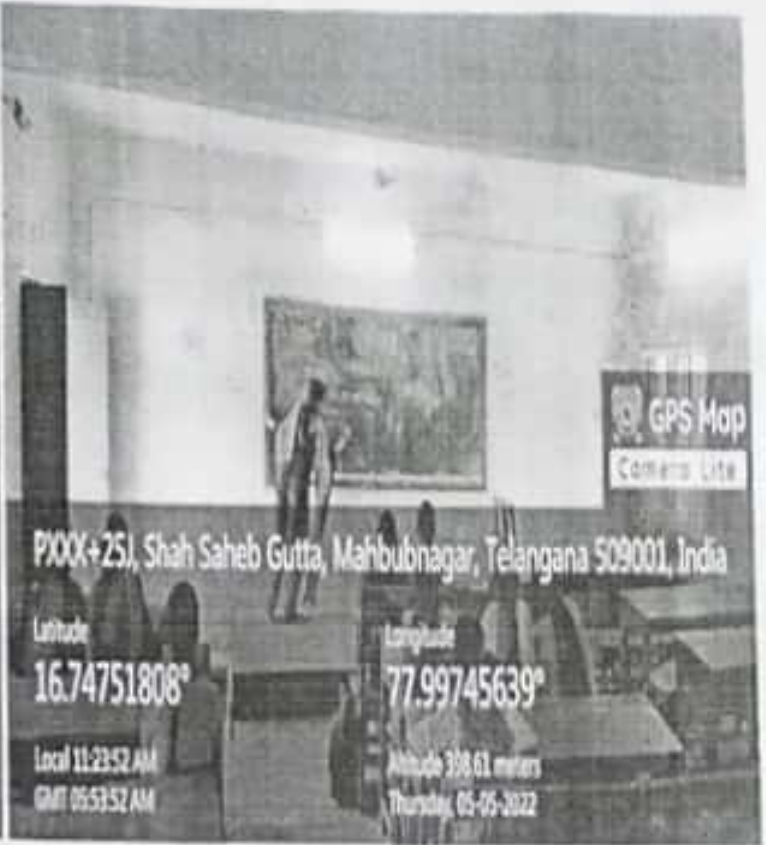 GPS Map
Camera Lite
PXXX+25J, Shah Saheb Gutta, Mahbubnagar, Telangana 509001, India
Latitude
16.74751808°
Longitude
77.99745639°
Local 11:23:52 AM
GMT 05:53:52 AM
Altitude 398.61 meters
Thursday, 05-05-2022